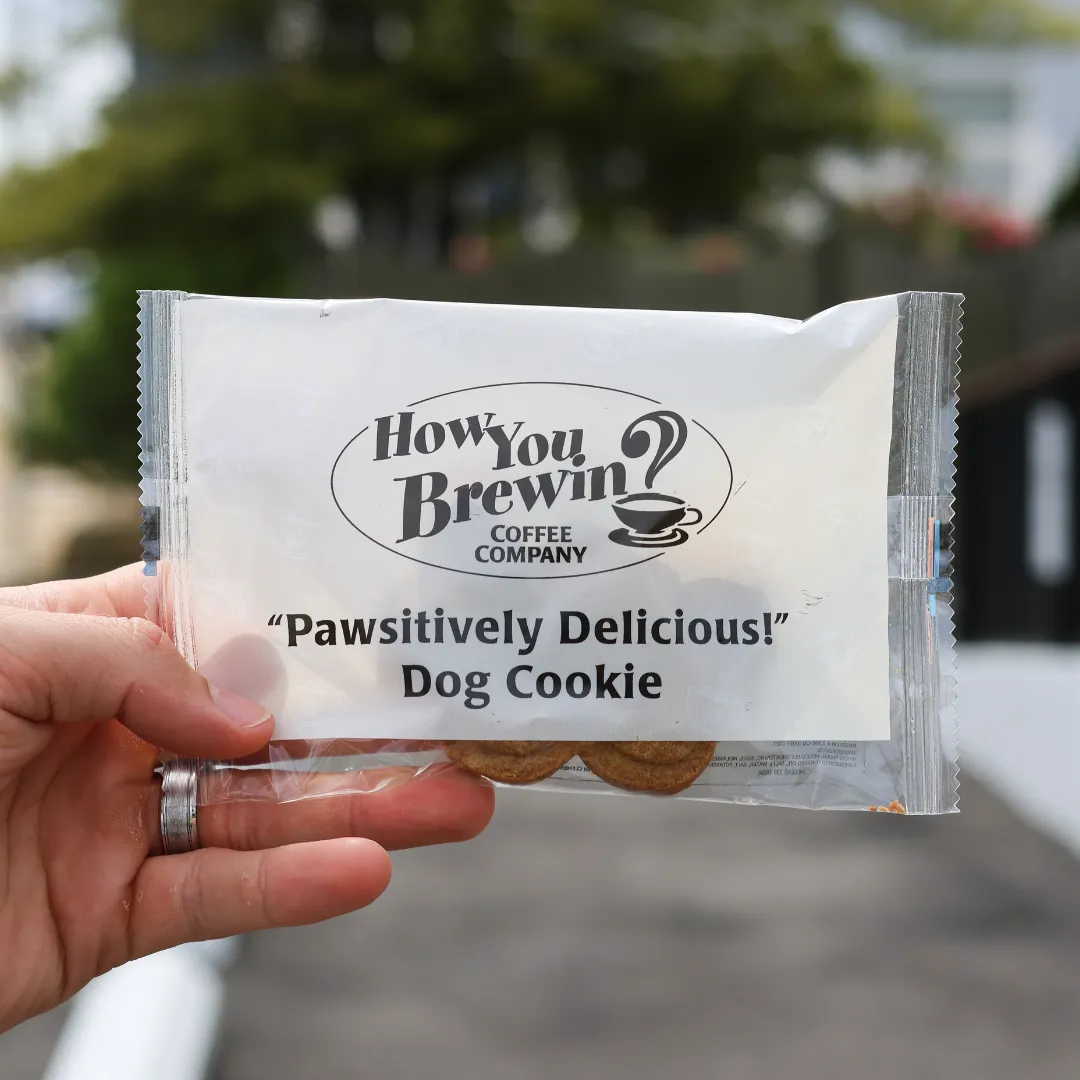 How You
Brewin?
COFFEE
COMPANY
“Pawsitively Delicious!”
Dog Cookie